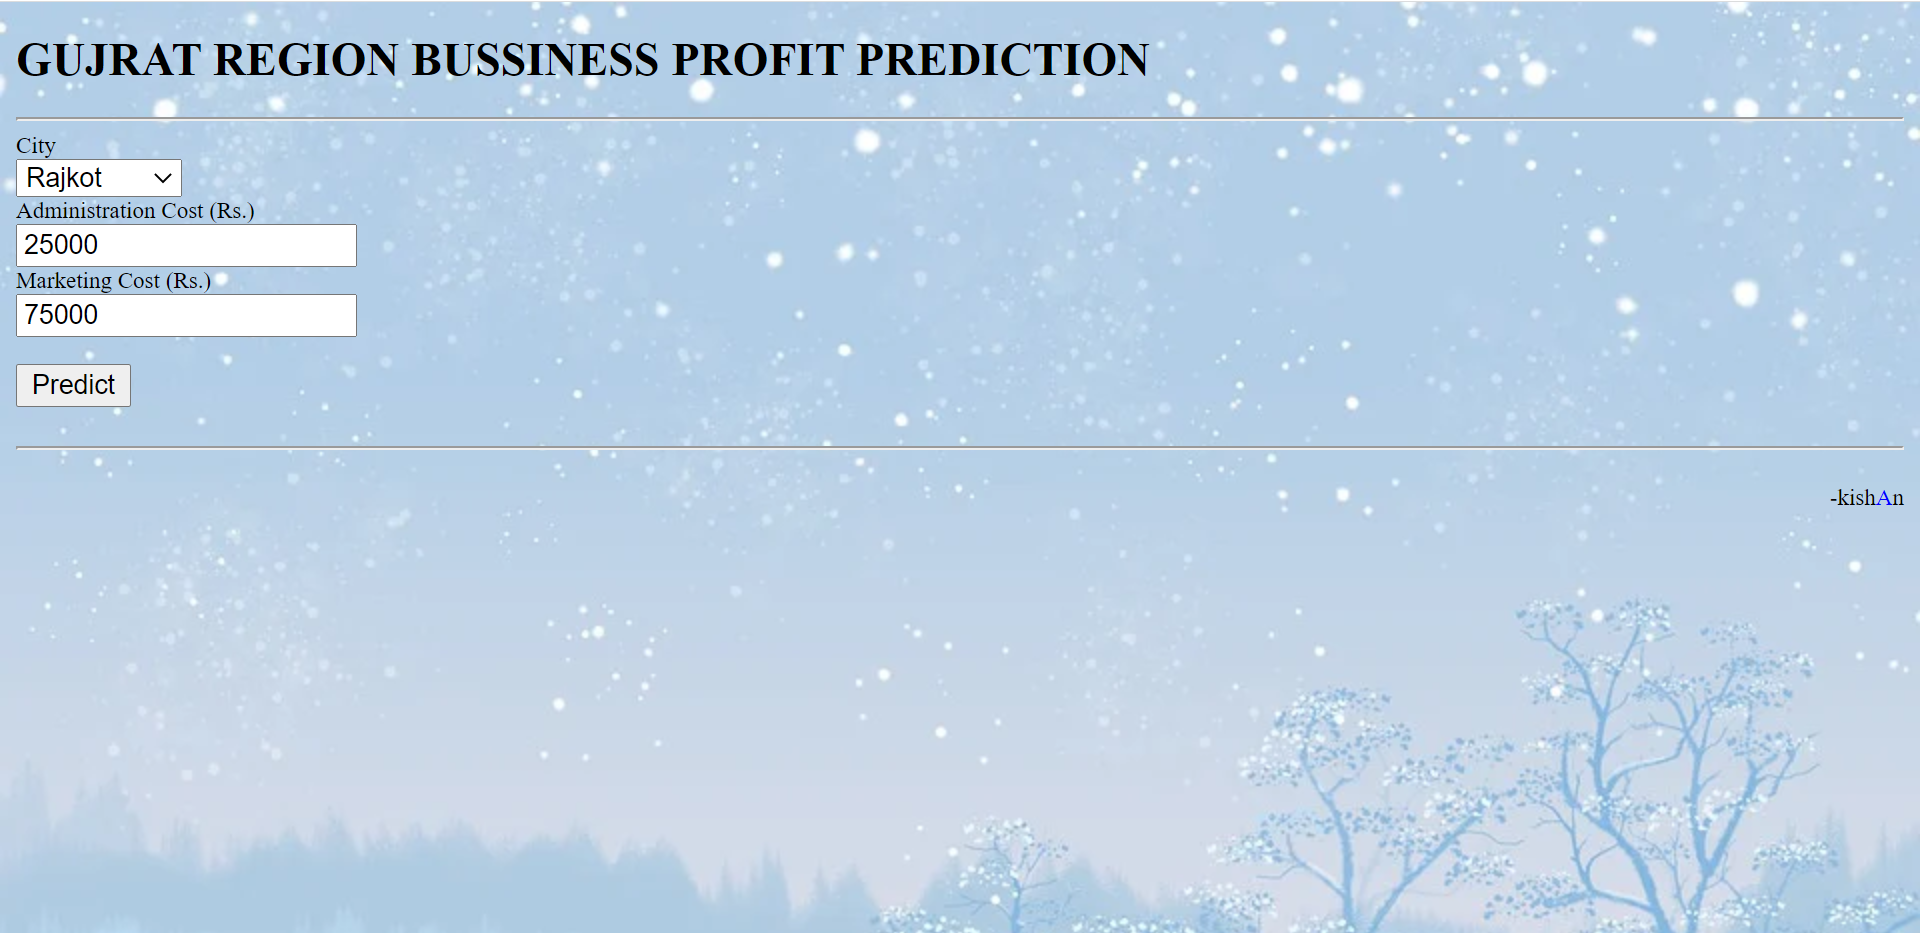 GUJRAT REGION BUSSINESS PROFIT PREDICTION
City
Rajkot
Administration Cost (Rs.)
25000
Marketing Cost (Rs.)
75000
Predict
-kishAn